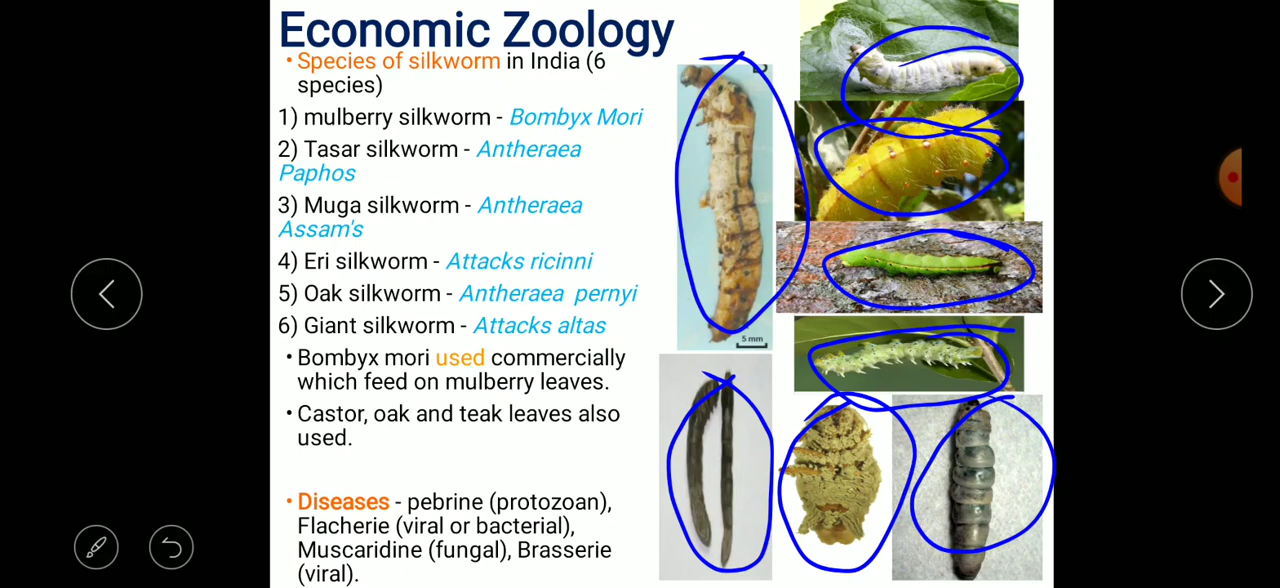 Economic Zoology
• Species of silkworm in India (6
species)
1) mulberry silkworm - Bombyx Mori
2) Tasar silkworm - Antheraea
Paphos
3) Muga silkworm - Antheraea
Assam's
4) Eri silkworm - Attacks ricinni
5) Oak silkworm - Antheraea pernyi
6) Giant silkworm - Attacks altas
• Bombyx mori used commercially
which feed on mulberry leaves.
• Castor, oak and teak leaves also
used.
• Diseases - pebrine (protozoan),
Flacherie (viral or bacterial),
Muscaridine (fungal), Brasserie
(viral).
5 mm